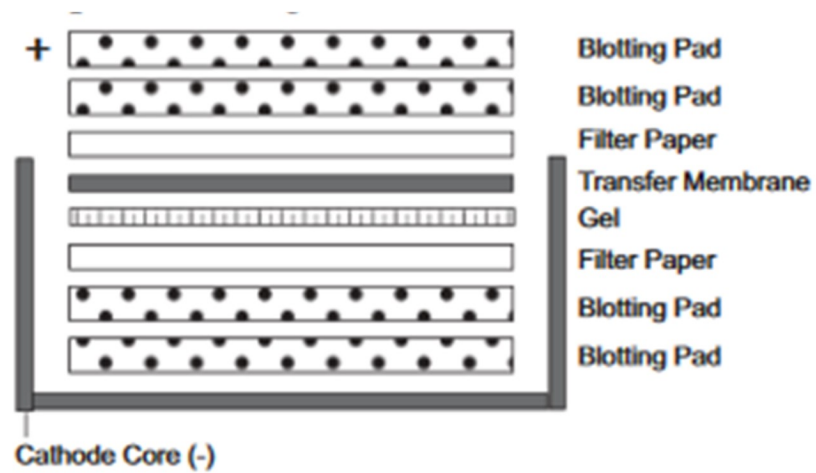 + Blotting Pad
Blotting Pad
Filter Paper
Transfer Membrane
Gel
Filter Paper
Blotting Pad
Blotting Pad
Cathode Core (-)